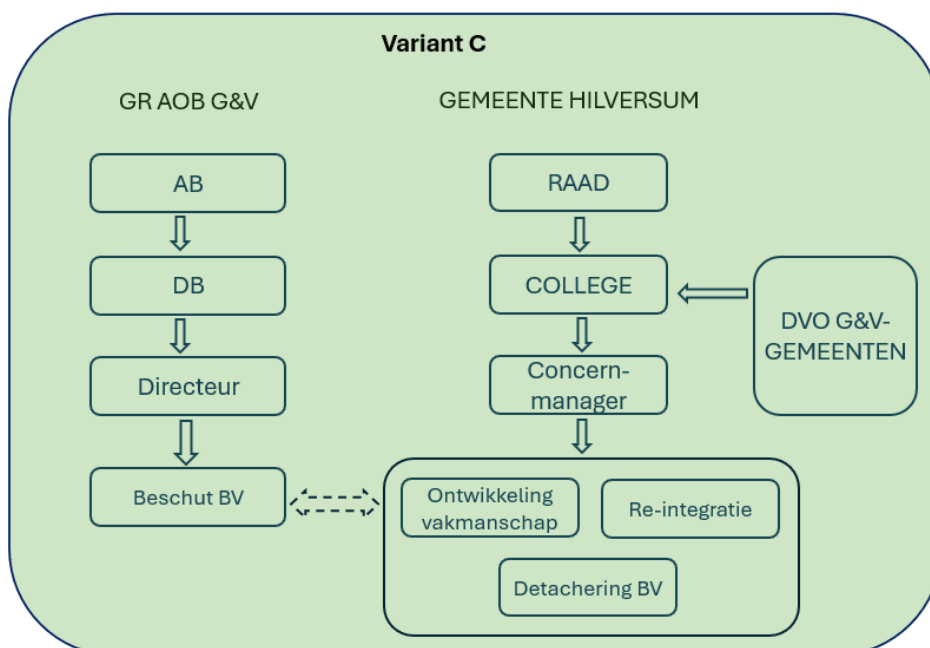 Variant C
GR AOB G&V
GEMEENTE HILVERSUM
AB
RAAD
DB
COLLEGE
DVO G&V-
GEMEENTEN
Directeur
Concern-
manager
Beschut BV
Ontwikkeling
vakmanschap
Re-integratie
Detachering BV